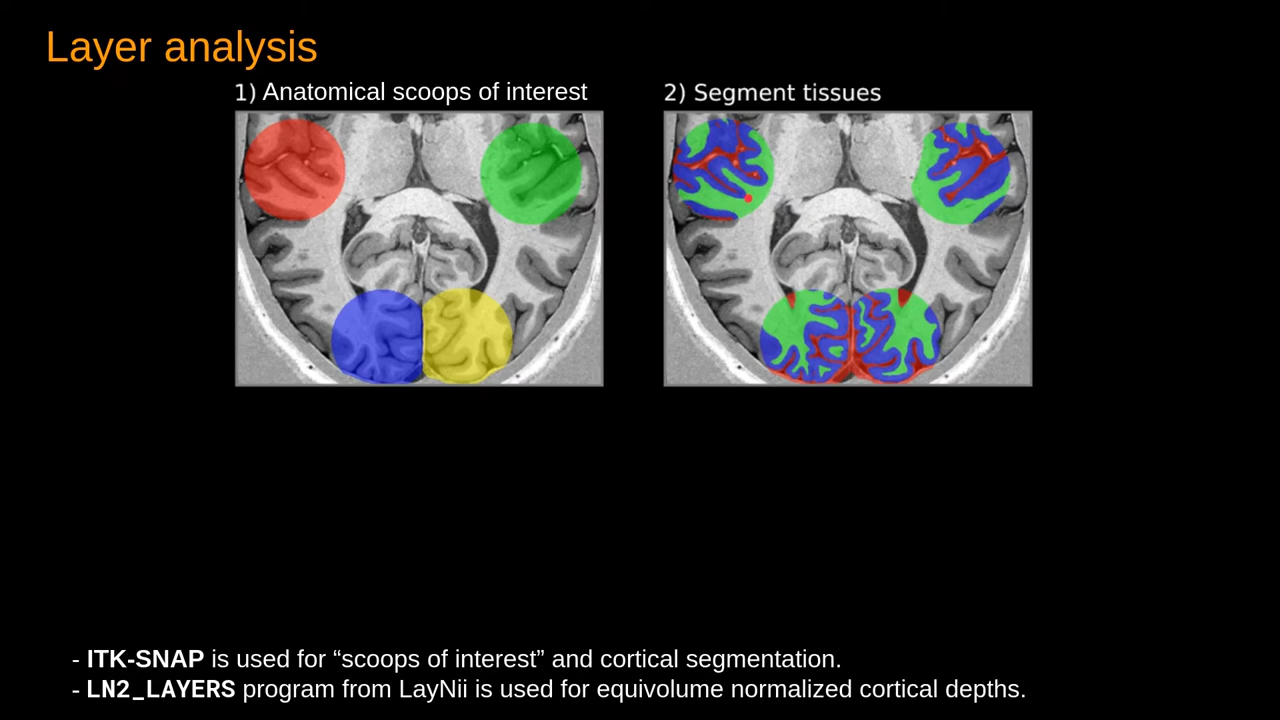 Layer analysis
1) Anatomical scoops of interest
2) Segment tissues
- ITK-SNAP is used for “scoops of interest” and cortical segmentation.
- LN2_LAYERS program from LayNii is used for equivolume normalized cortical depths.